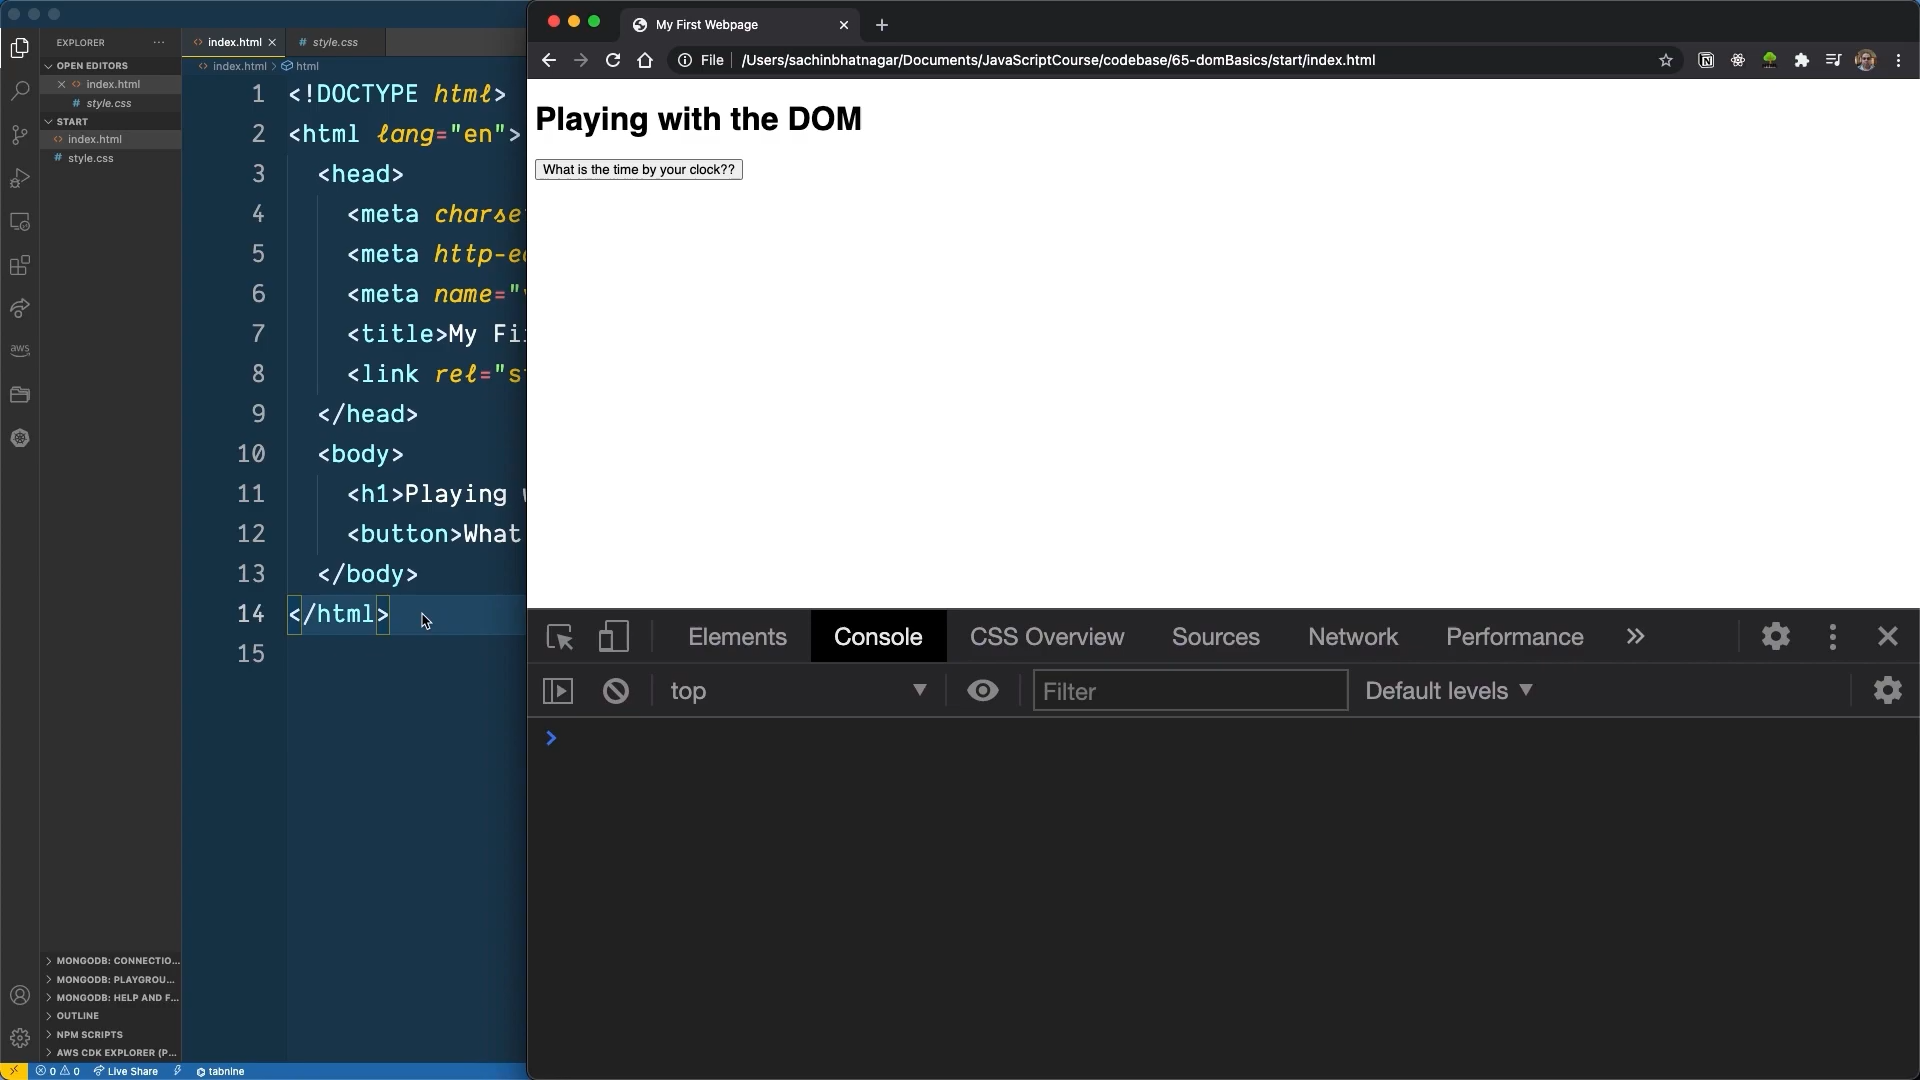 EXPLORER
OPEN EDITORS
index.html
# style.css
START
index.html
# style.css
MONGODB: CONNECTIO...
MONGODB: PLAYGROU...
MONGODB: HELP AND F...
OUTLINE
NPM SCRIPTS
AWS CDK EXPLORER (P...
aws
index.html
# style.css
index.html > html
1 <!DOCTYPE html>
2 <html lang="en">
3 <head>
4 <meta charse
5 <meta http-e
6 <meta name="
7 <title>My Fi
8 <link rel="s
9 </head>
10 <body>
11 <h1>Playing
12 <button>What
13 </body>
14 </html>
15
0 0 Live Share tabnine
My First Webpage
File /Users/sachinbhatnagar/Documents/JavaScriptCourse/codebase/65-domBasics/start/index.html
Playing with the DOM
What is the time by your clock??
Elements Console CSS Overview Sources Network Performance »
top Filter Default levels